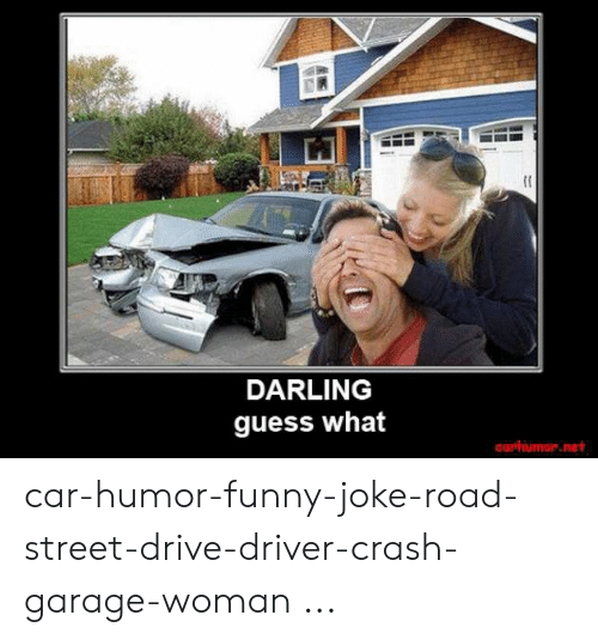 DARLING
guess what
carhumor.net
car-humor-funny-joke-road-
street-drive-driver-crash-
garage-woman ...